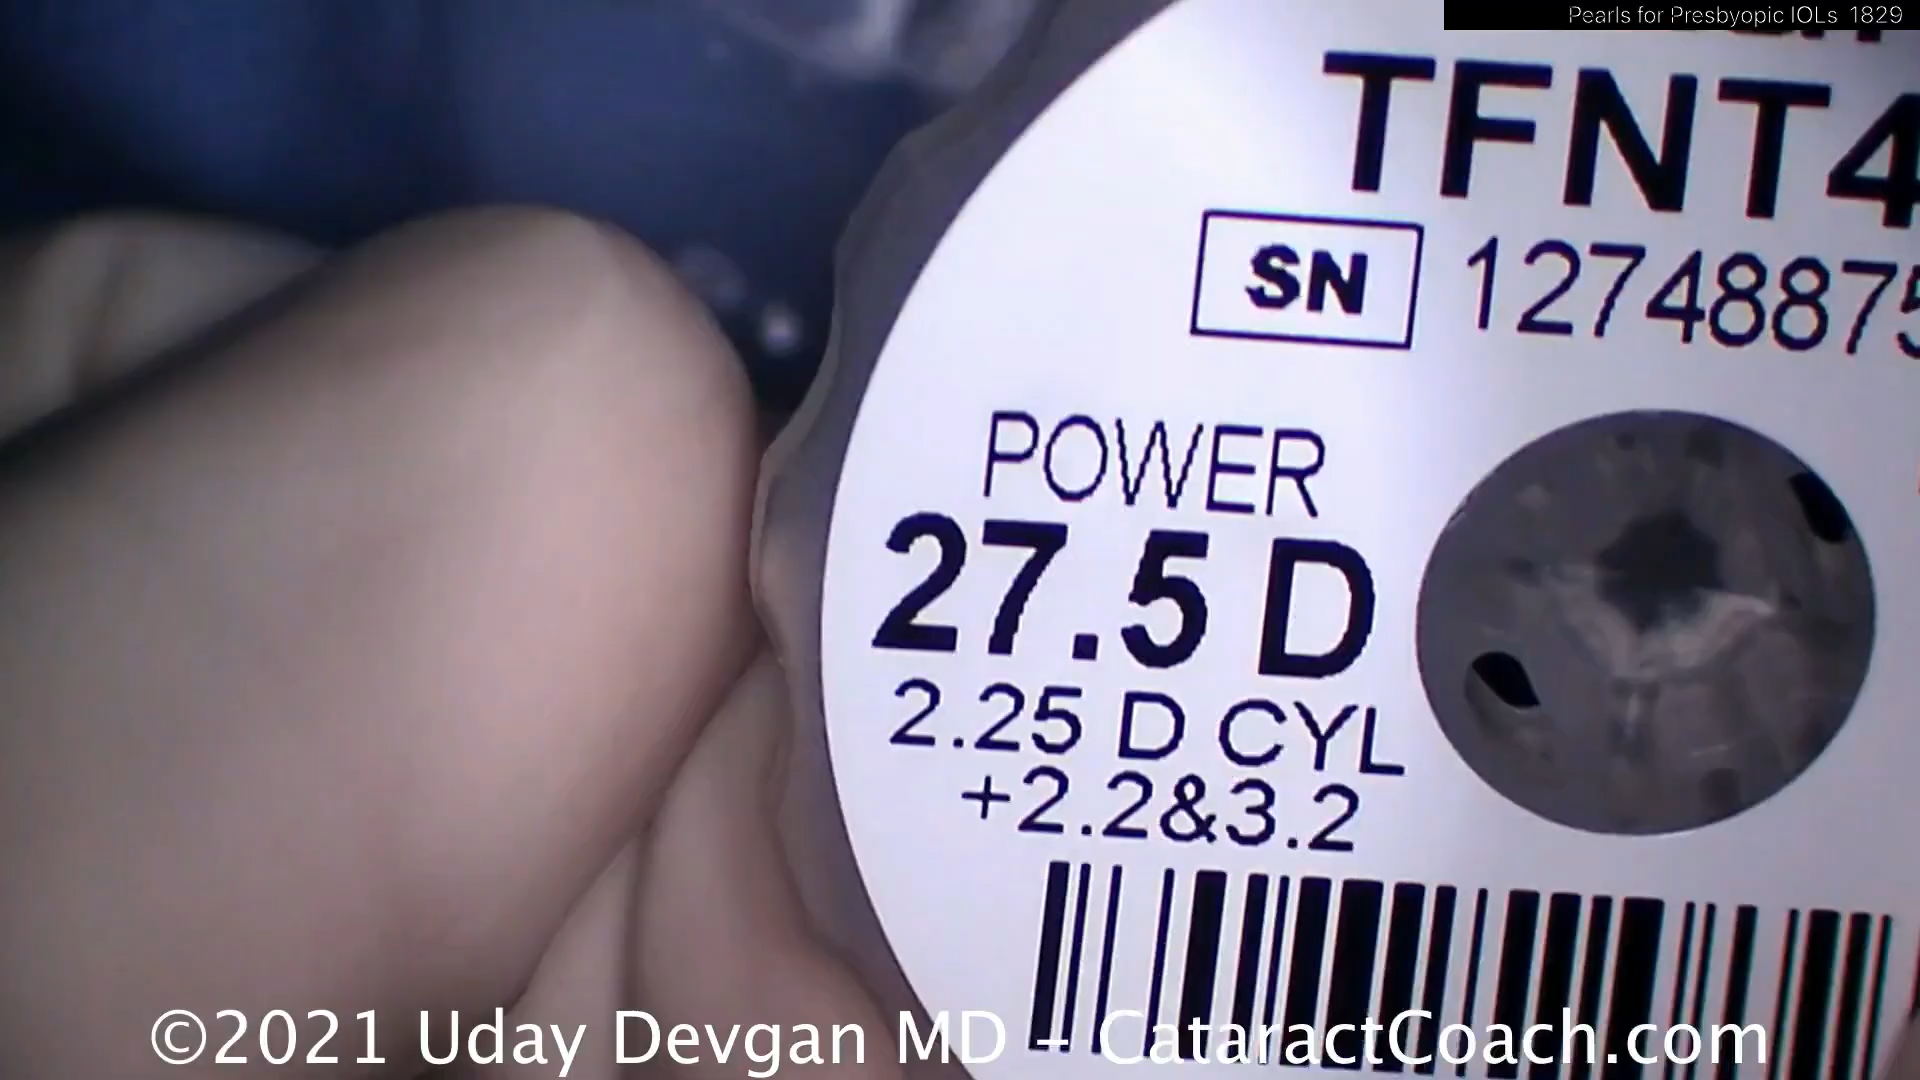 Pearls for Presbyopic IOLs 1829
TFNT4
SN 12748875
POWER
27.5 D
2.25 D CYL
+2.2&3.2
©2021 Uday Devgan MD – CataractCoach.com